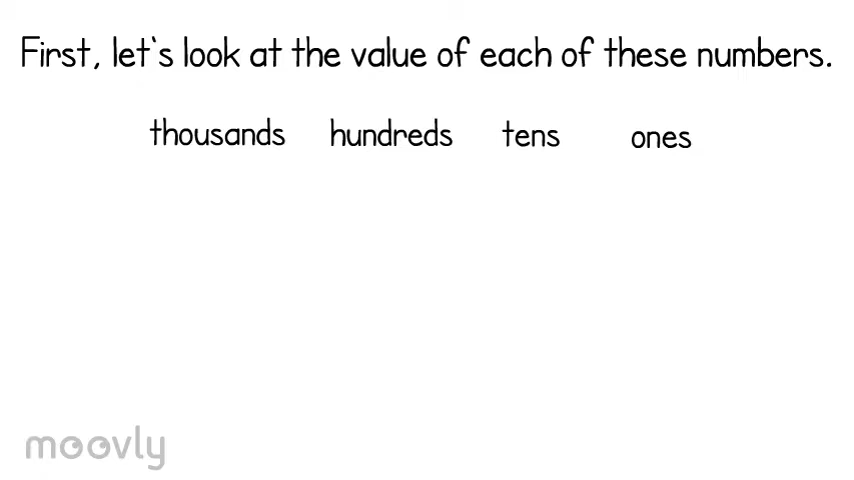 First, let's look at the value of each of these numbers.
thousands hundreds tens ones
moovly